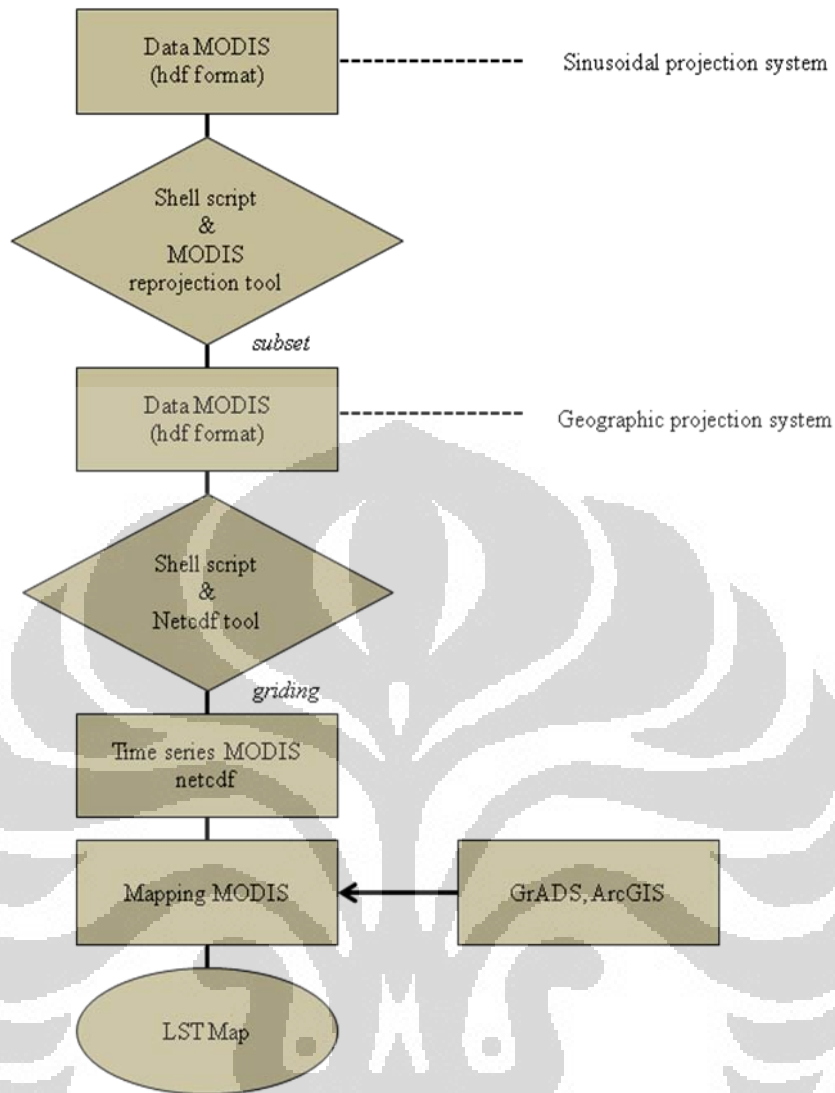 Data MODIS
(hdf format)
Sinusoidal projection system
Shell script
&
MODIS
reprojection tool
subset
Data MODIS
(hdf format)
Geographic projection system
Shell script
&
Netcdf tool
griding
Time series MODIS
netcdf
Mapping MODIS
GrADS, ArcGIS
LST Map